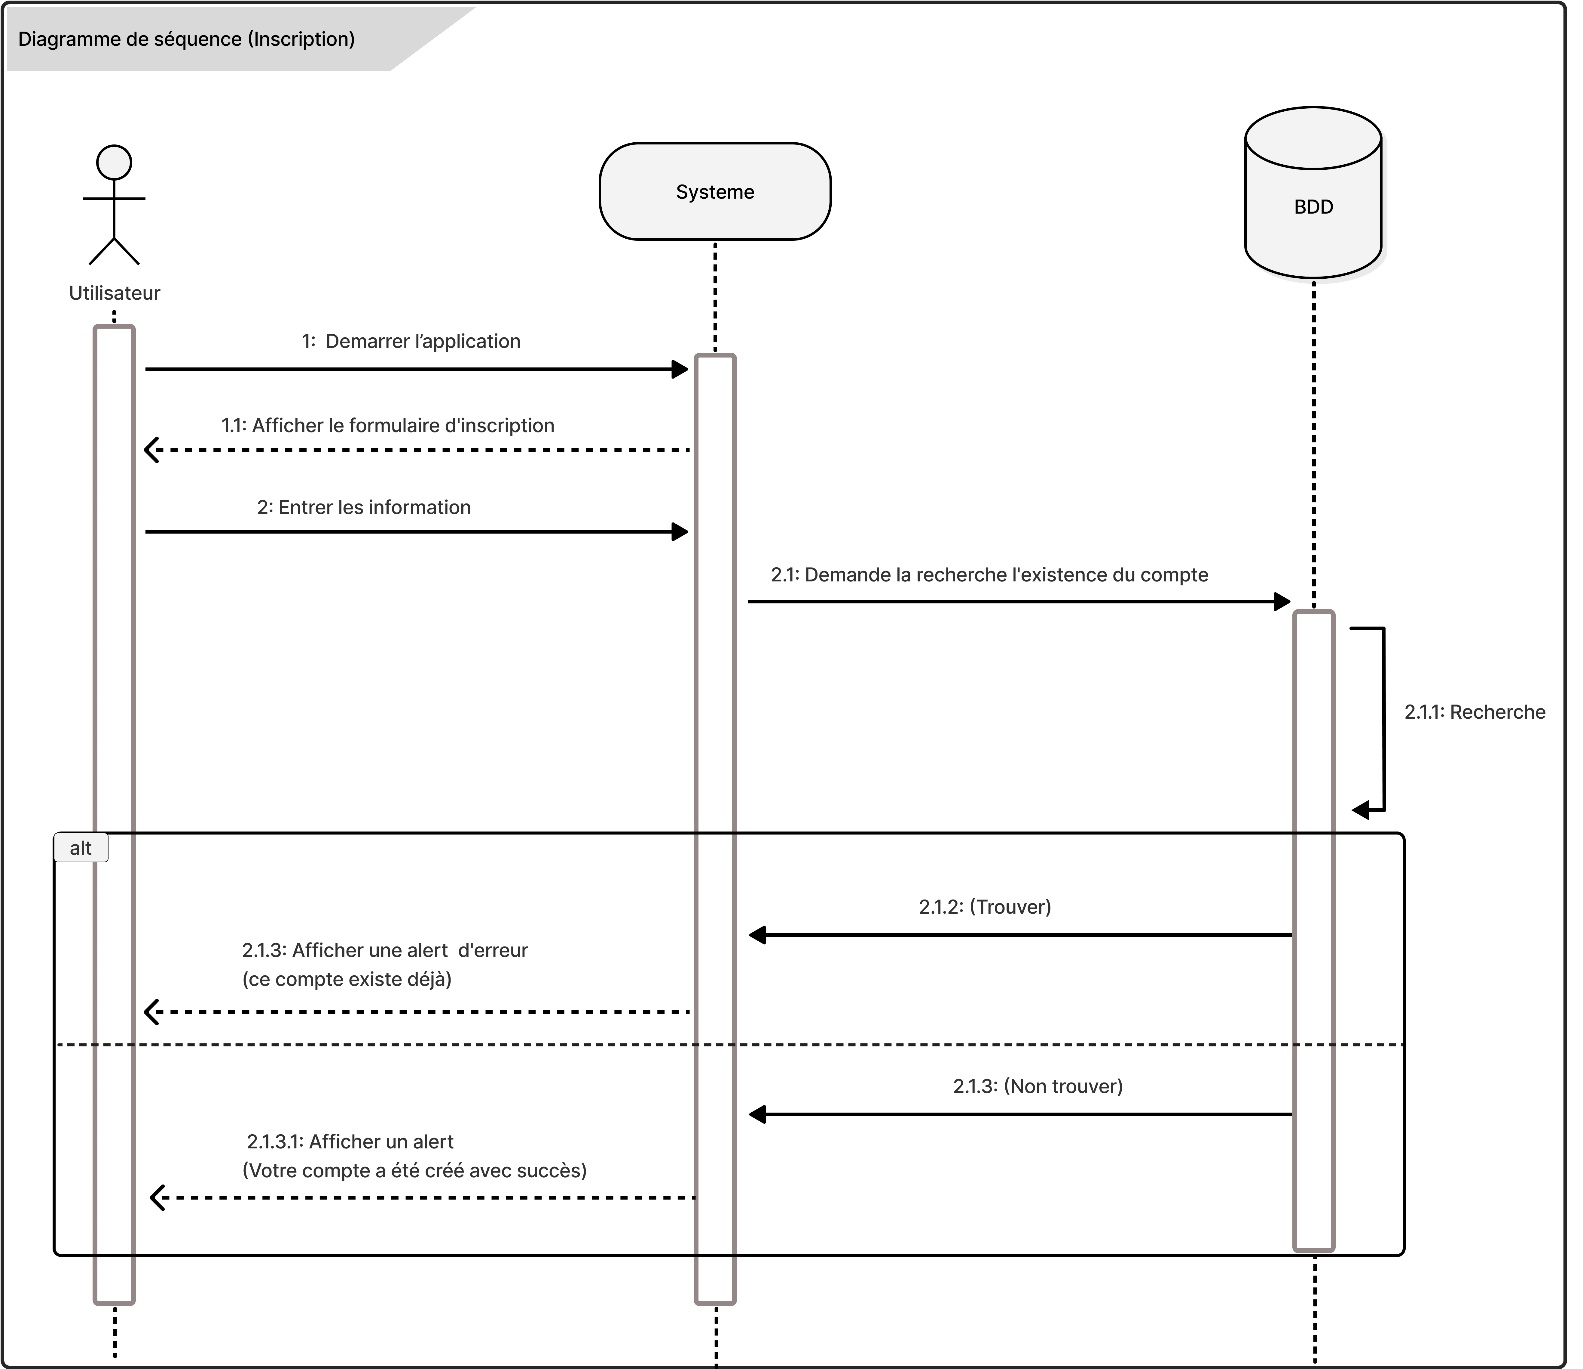 Diagramme de séquence (Inscription)
Systeme
BDD
Utilisateur
1:  Demarrer l’application
1.1: Afficher le formulaire d'inscription
2: Entrer les information
2.1: Demande la recherche l'existence du compte
2.1.1: Recherche
alt
2.1.2: (Trouver)
2.1.3: Afficher une alert  d'erreur
(ce compte existe déjà)
2.1.3: (Non trouver)
2.1.3.1: Afficher un alert
(Votre compte a été créé avec succès)